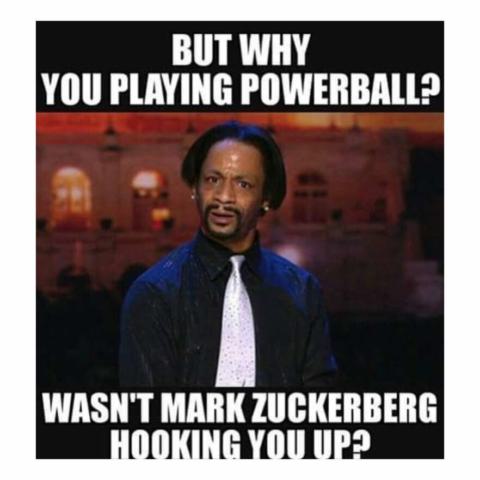 BUT WHY
YOU PLAYING POWERBALL?
WASN'T MARK ZUCKERBERG
HOOKING YOU UP?